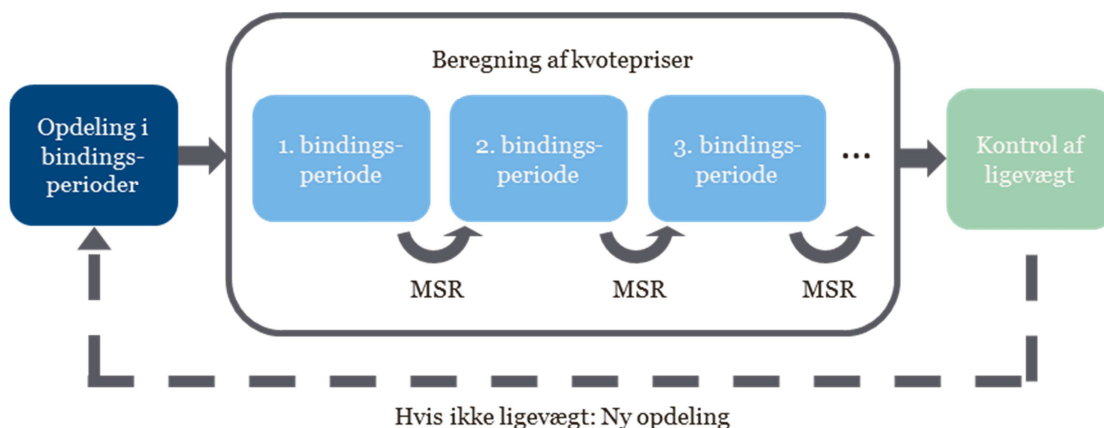 Beregning af kvotepriser
Opdeling i
bindings-
perioder
1. bindings-
periode
2. bindings-
periode
3. bindings-
periode
...
Kontrol af
ligevægt
MSR
MSR
MSR
Hvis ikke ligevægt: Ny opdeling